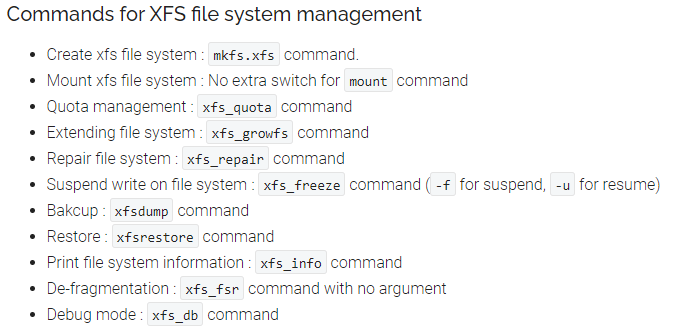 Commands for XFS file system management
• Create xfs file system : mkfs.xfs command.
• Mount xfs file system : No extra switch for mount command
• Quota management : xfs_quota command
• Extending file system : xfs_growfs command
• Repair file system : xfs_repair command
• Suspend write on file system : xfs_freeze command ( -f for suspend, -u for resume)
• Bakcup : xfsdump command
• Restore : xfsrestore command
• Print file system information : xfs_info command
• De-fragmentation : xfs_fsr command with no argument
• Debug mode : xfs_db command